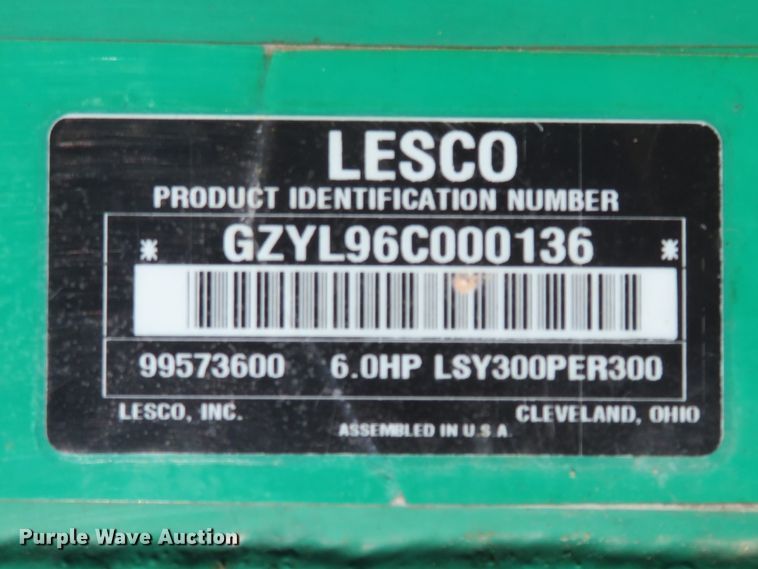 LESCO
PRODUCT IDENTIFICATION NUMBER
* GZYL96C000136 *
99573600 6.0HP LSY300PER300
LESCO, INC. CLEVELAND, OHIO
ASSEMBLED IN U.S.A.
Purple Wave Auction